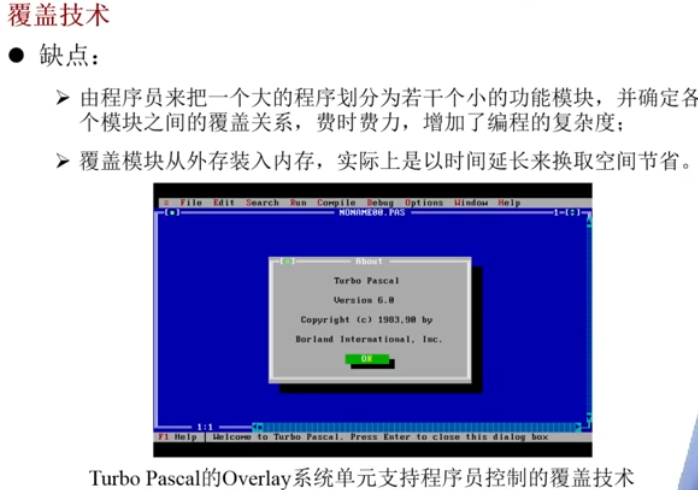 覆盖技术
● 缺点：
➢ 由程序员来把一个大的程序划分为若干个小的功能模块，并确定各
个模块之间的覆盖关系，费时费力，增加了编程的复杂度；
➢ 覆盖模块从外存装入内存，实际上是以时间延长来换取空间节省。
≡ File Edit Search Run Compile Debug Options Window Help
[■] NONAME00.PAS 1=[↕]
[■] About
Turbo Pascal
Version 6.0
Copyright (c) 1983,90 by
Borland International, Inc.
OK
1:1
F1 Help | Welcome to Turbo Pascal. Press Enter to close this dialog box
Turbo Pascal的Overlay系统单元支持程序员控制的覆盖技术